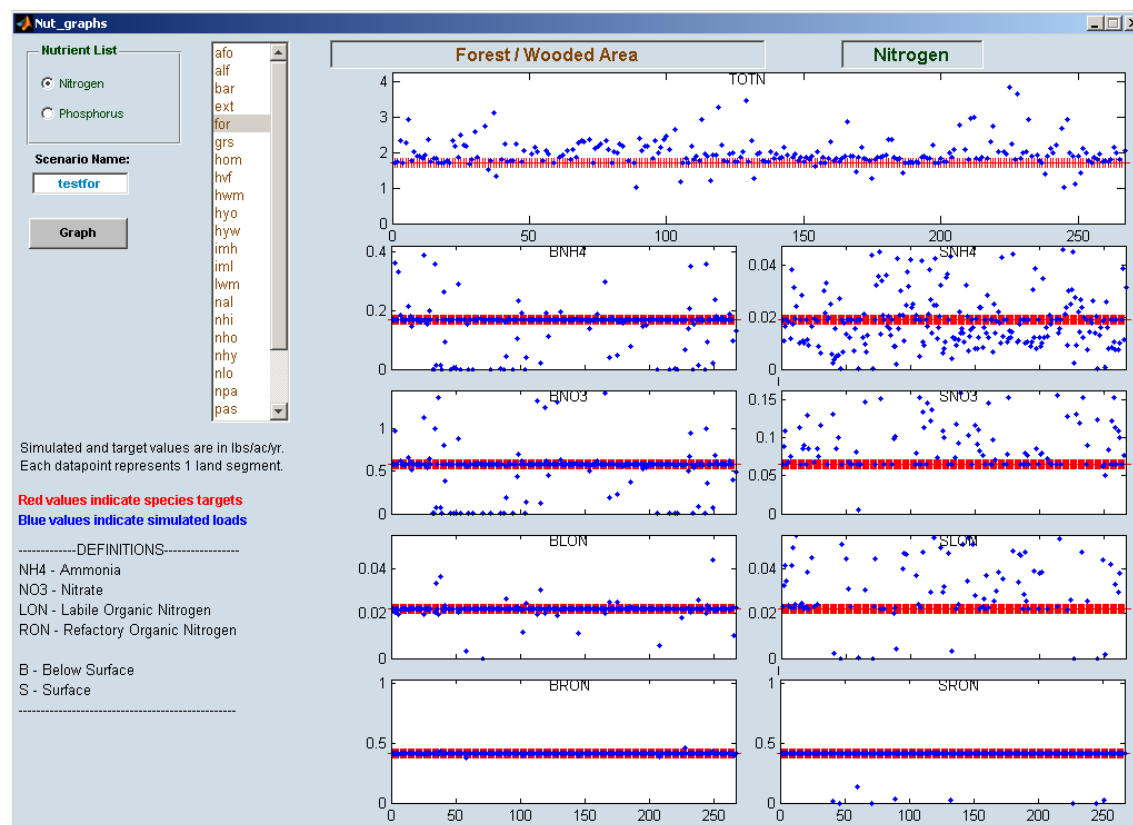 Nut_graphs
Nutrient List
Nitrogen
Phosphorus
Scenario Name:
testfor
Graph
afo
alf
bar
ext
for
grs
hom
hvf
hwm
hyo
hyw
imh
iml
lwm
nal
nhi
nho
nhy
nlo
npa
pas
Simulated and target values are in lbs/ac/yr.
Each datapoint represents 1 land segment.
Red values indicate species targets
Blue values indicate simulated loads
-------------DEFINITIONS-----------------
NH4 - Ammonia
NO3 - Nitrate
LON - Labile Organic Nitrogen
RON - Refactory Organic Nitrogen
B - Below Surface
S - Surface
-------------------------------------------------
Forest / Wooded Area
Nitrogen
TOTN
4
3
2
1
0
0 50 100 150 200 250
BNH4
0.4
0.2
0
SNH4
0.04
0.02
0
BNO3
1
0.5
0
SNO3
0.15
0.1
0.05
0
BLON
0.04
0.02
0
SLON
0.04
0.02
0
BRON
1
0.5
0
0 50 100 150 200 250
SRON
1
0.5
0
0 50 100 150 200 250